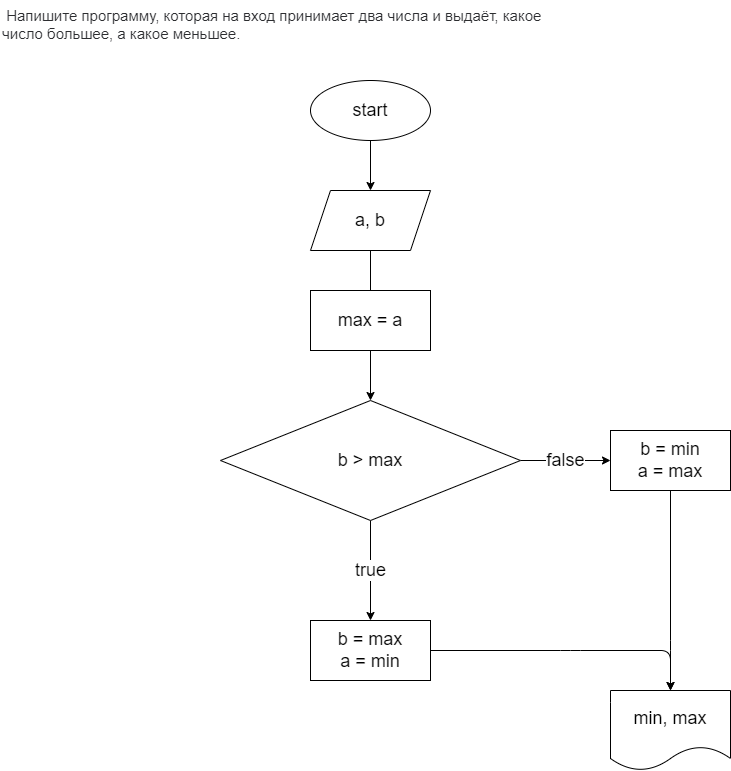 Напишите программу, которая на вход принимает два числа и выдаёт, какое
число большее, а какое меньшее.
start
a, b
max = a
b > max
false
b = min
a = max
true
b = max
a = min
min, max